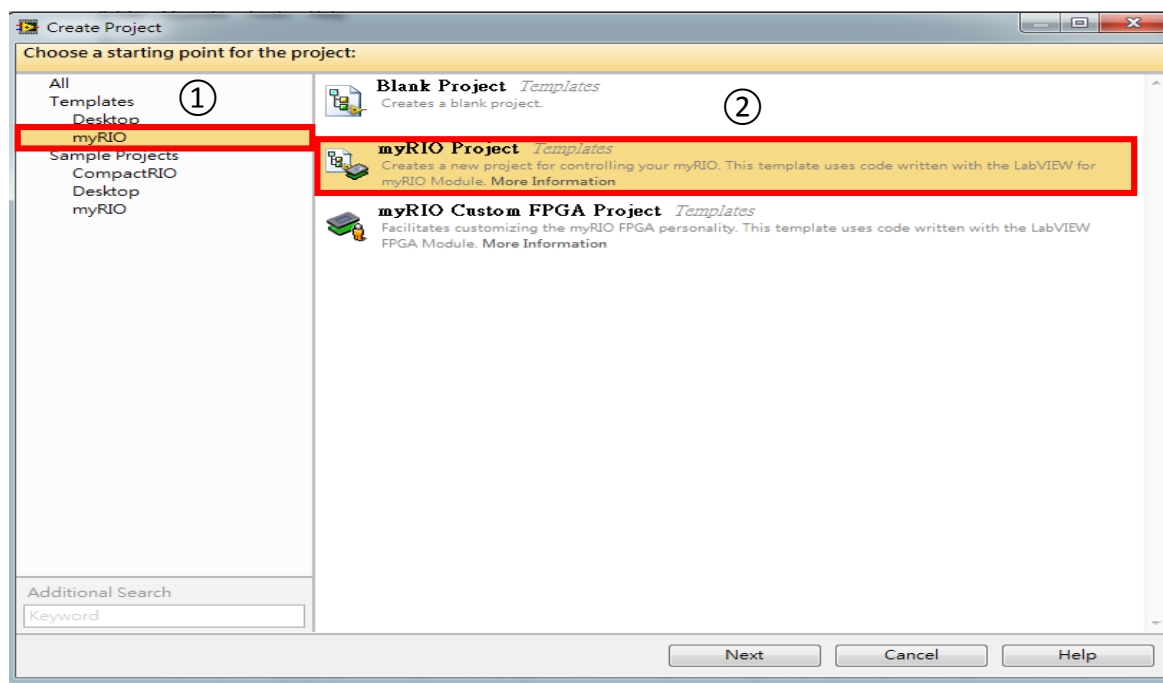 Create Project
Choose a starting point for the project:
All
Templates
Desktop
myRIO
Sample Projects
CompactRIO
Desktop
myRIO
①
②
Blank Project Templates
Creates a blank project.
myRIO Project Templates
Creates a new project for controlling your myRIO. This template uses code written with the LabVIEW for
myRIO Module. More Information
myRIO Custom FPGA Project Templates
Facilitates customizing the myRIO FPGA personality. This template uses code written with the LabVIEW
FPGA Module. More Information
Additional Search
Keyword
Next
Cancel
Help